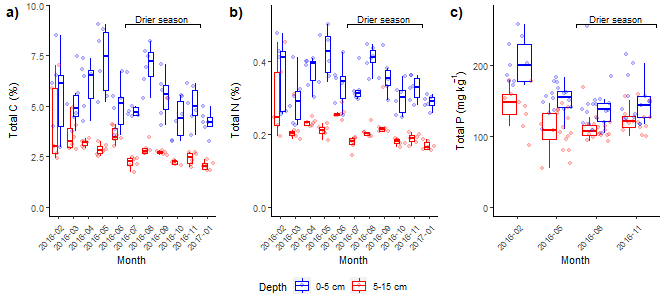 a)
Drier season
Total C (%)
10.0
7.5
5.0
2.5
0.0
2016-02
2016-03
2016-04
2016-05
2016-06
2016-07
2016-08
2016-09
2016-10
2016-11
2017-01
Month
b)
Drier season
Total N (%)
0.4
0.2
0.0
2016-02
2016-03
2016-04
2016-05
2016-06
2016-07
2016-08
2016-09
2016-10
2016-11
2017-01
Month
c)
Drier season
Total P (mg kg-1)
200
100
0
2016-02
2016-05
2016-08
2016-11
Month
Depth 0-5 cm 5-15 cm